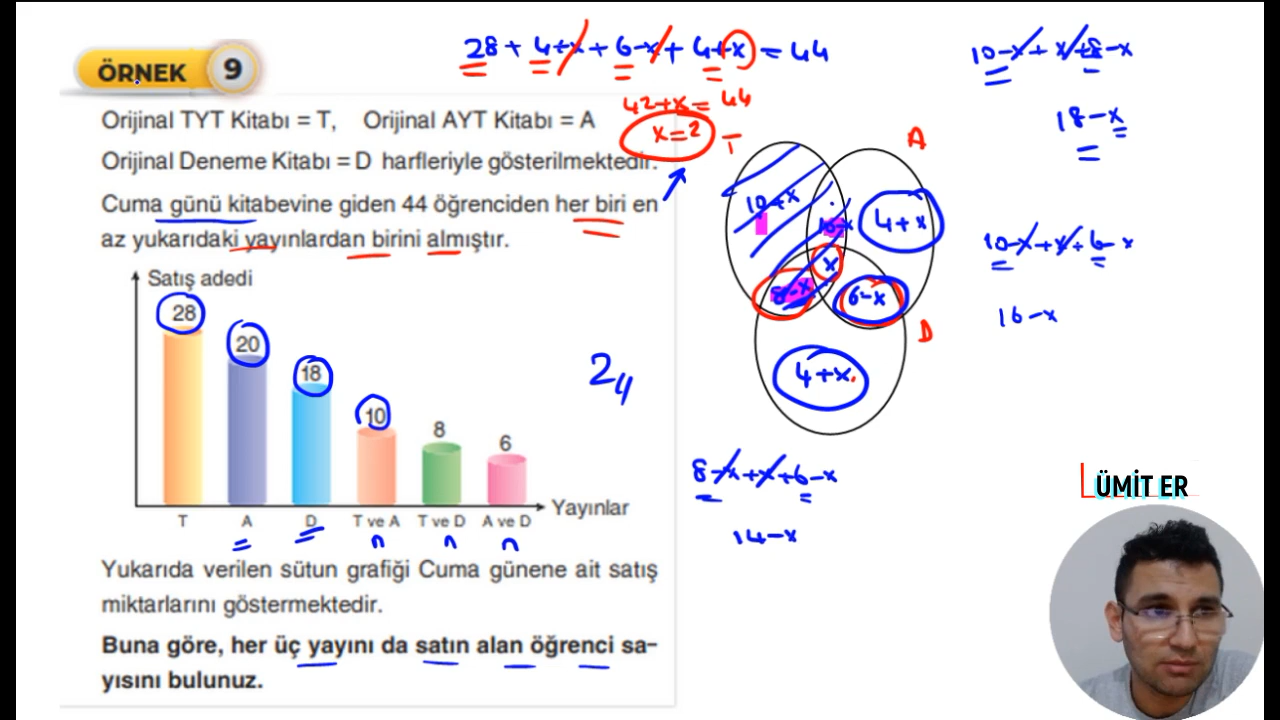 28 + 4+x + 6-x + 4+x = 44
42+x = 44
x=2
10-x+x+8-x
18-x
ÖRNEK 9
Orijinal TYT Kitabı = T, Orijinal AYT Kitabı = A
Orijinal Deneme Kitabı = D harfleriyle gösterilmektedir.
Cuma günü kitabevine giden 44 öğrenciden her biri en
az yukarıdaki yayınlardan birini almıştır.
Satış adedi
28
20
18
10
8
6
Yayınlar
T A D T ve A T ve D A ve D
Yukarıda verilen sütun grafiği Cuma günene ait satış
miktarlarını göstermektedir.
Buna göre, her üç yayını da satın alan öğrenci sa-
yısını bulunuz.
T
A
D
10+x
10-x
4+x
x
8-x
6-x
4+x
10-x+x+6-x
16-x
8-x+x+6-x
14-x
ÜMİT ER